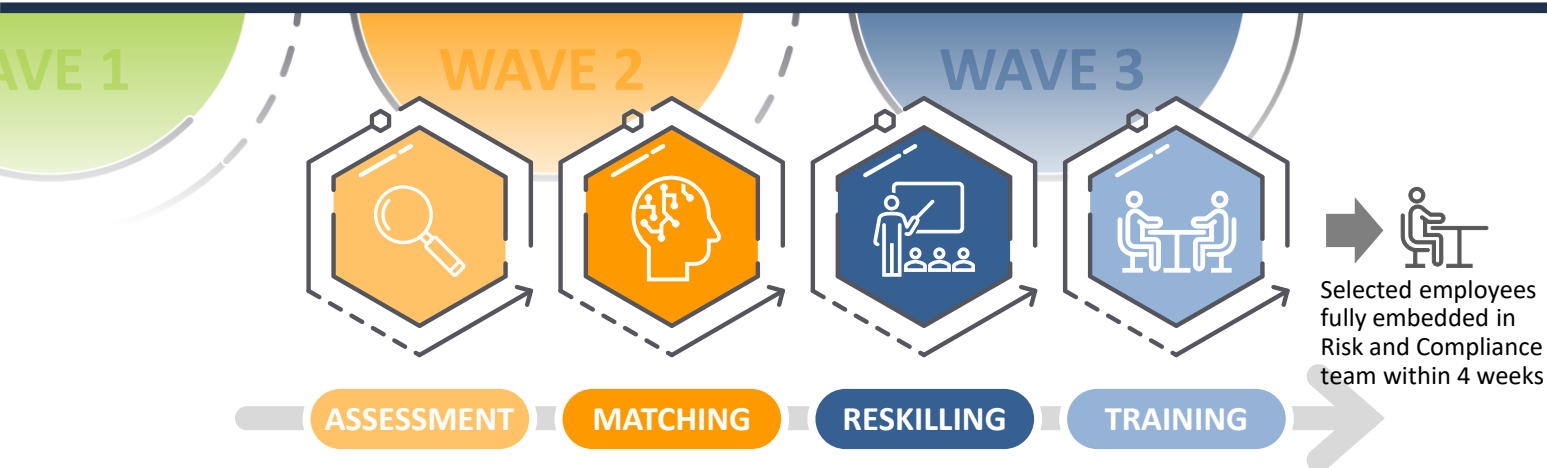 AVE 1
WAVE 2
WAVE 3
Selected employees
fully embedded in
Risk and Compliance
team within 4 weeks
ASSESSMENT
MATCHING
RESKILLING
TRAINING